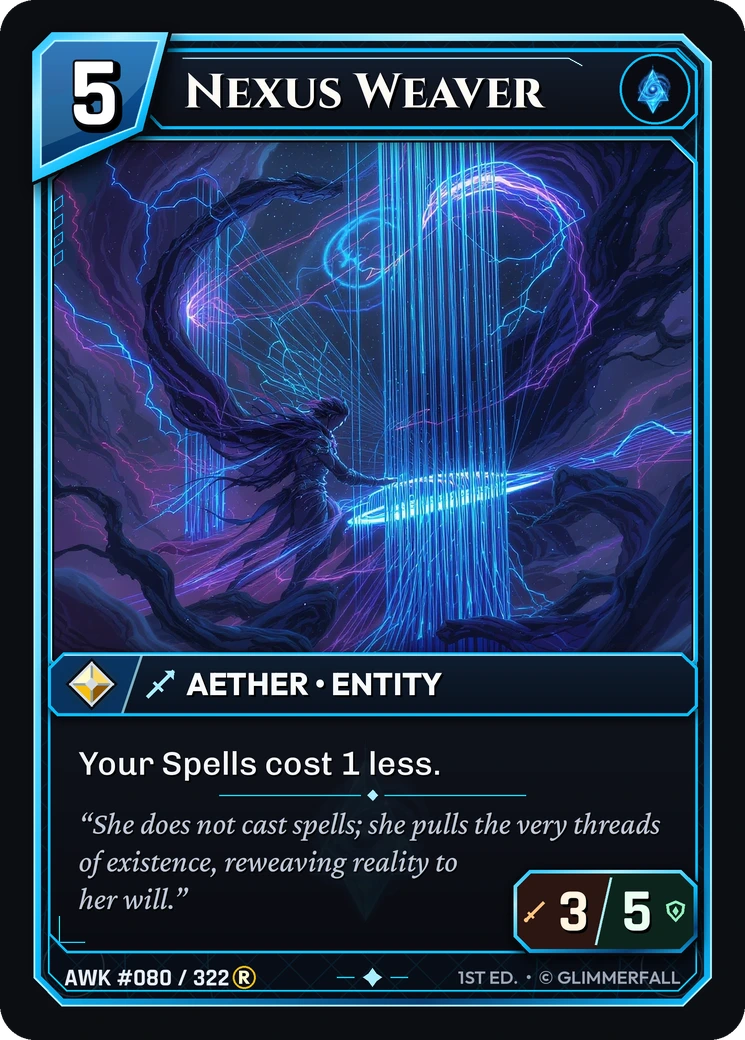 5
NEXUS WEAVER
AETHER • ENTITY
Your Spells cost 1 less.
“She does not cast spells; she pulls the very threads
of existence, reweaving reality to
her will.”
3 / 5
AWK #080 / 322 R
1ST ED. • © GLIMMERFALL